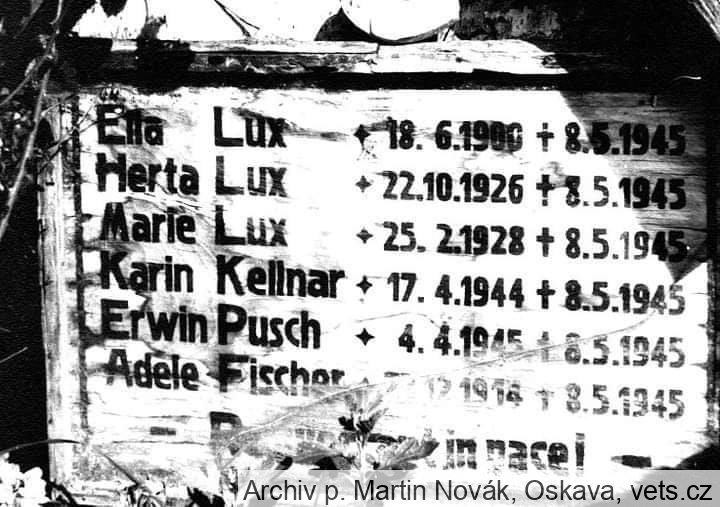 Ella Lux ✦ 18. 6.1900 † 8.5.1945
Herta Lux ✦ 22.10.1926 † 8.5.1945
Marie Lux ✦ 25. 2.1928 † 8.5.1945
Karin Kellnar ✦ 17. 4.1944 † 8.5.1945
Erwin Pusch ✦ 4. 4.1945 † 8.5.1945
Adele Fischer 12.1914 † 8.5.1945
in pace!
Archiv p. Martin Novák, Oskava, vets.cz